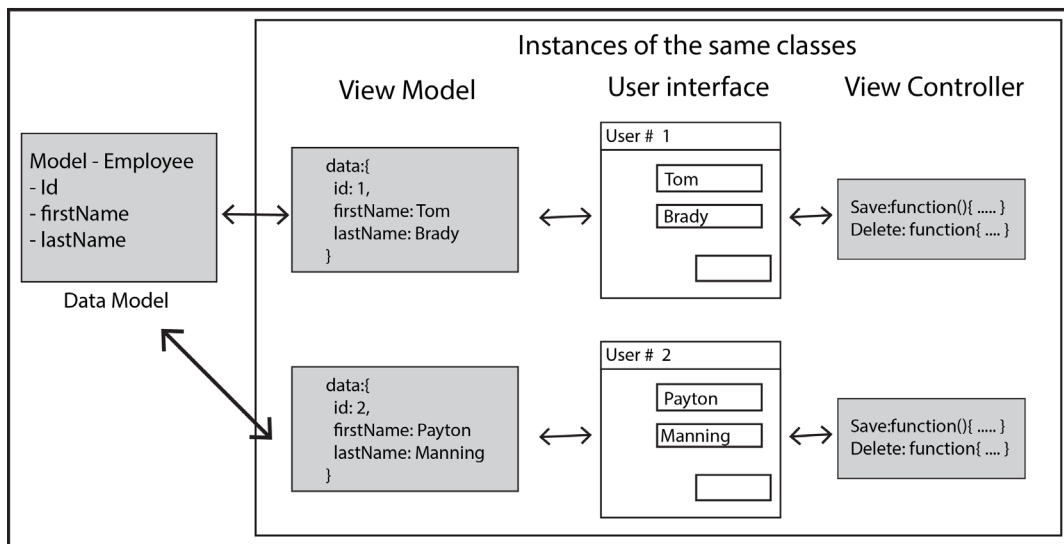 Instances of the same classes
View Model
User interface
View Controller
Model - Employee
- Id
- firstName
- lastName
Data Model
data:{
id: 1,
firstName: Tom
lastName: Brady
}
User # 1
Tom
Brady
Save:function(){ ..... }
Delete: function{ .... }
data:{
id: 2,
firstName: Payton
lastName: Manning
}
User # 2
Payton
Manning
Save:function(){ ..... }
Delete: function{ .... }